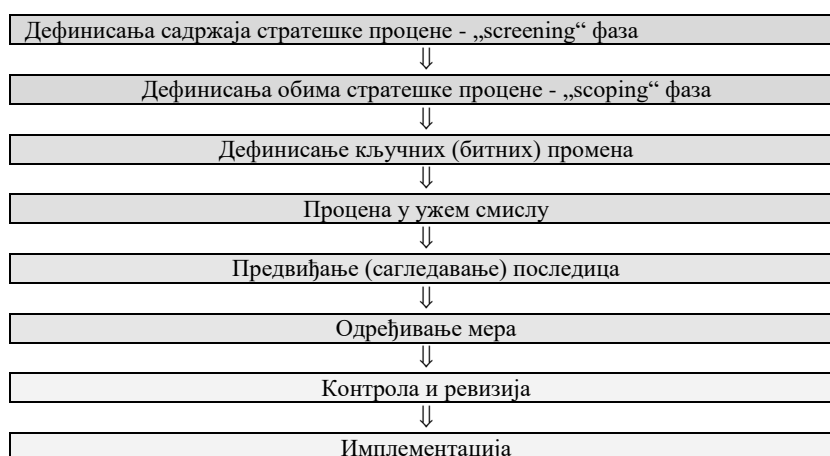 Дефинисања садржаја стратешке процене - „screening“ фаза
⇓
Дефинисања обима стратешке процене - „scoping“ фаза
⇓
Дефинисање кључних (битних) промена
⇓
Процена у ужем смислу
⇓
Предвиђање (сагледавање) последица
⇓
Одређивање мера
⇓
Контрола и ревизија
⇓
Имплементација